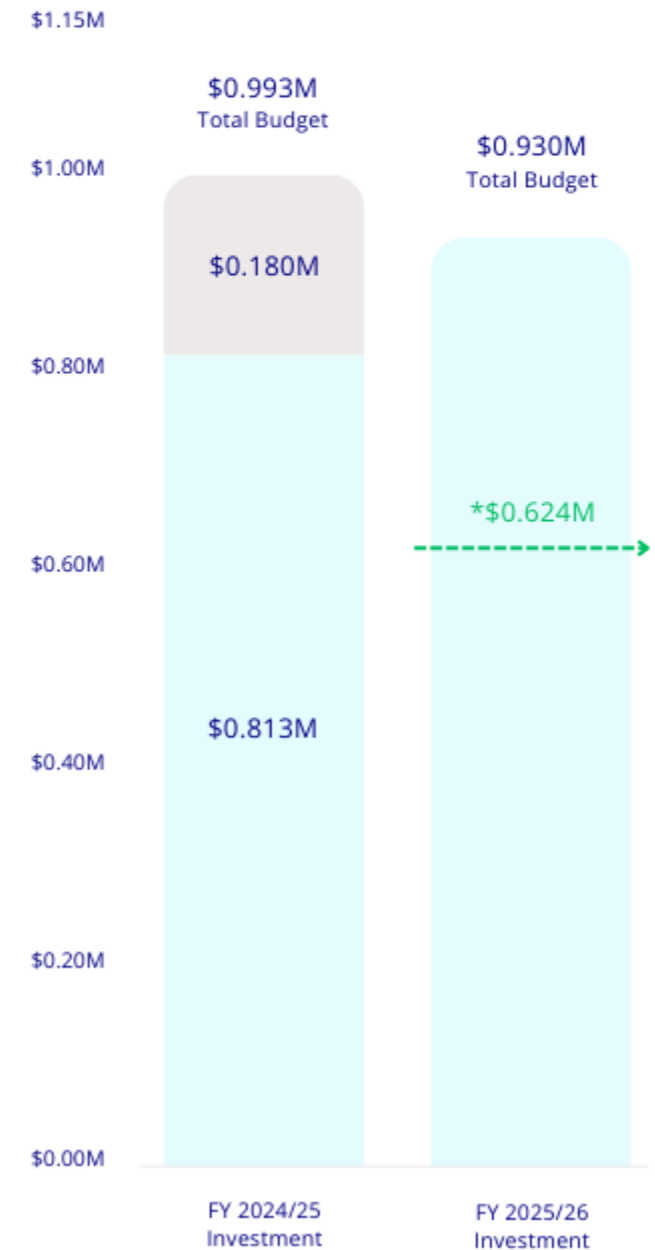 $1.15M
$0.993M
Total Budget
$0.930M
Total Budget
$1.00M
$0.180M
$0.80M
*$0.624M
$0.60M
$0.813M
$0.40M
$0.20M
$0.00M
FY 2024/25
Investment
FY 2025/26
Investment